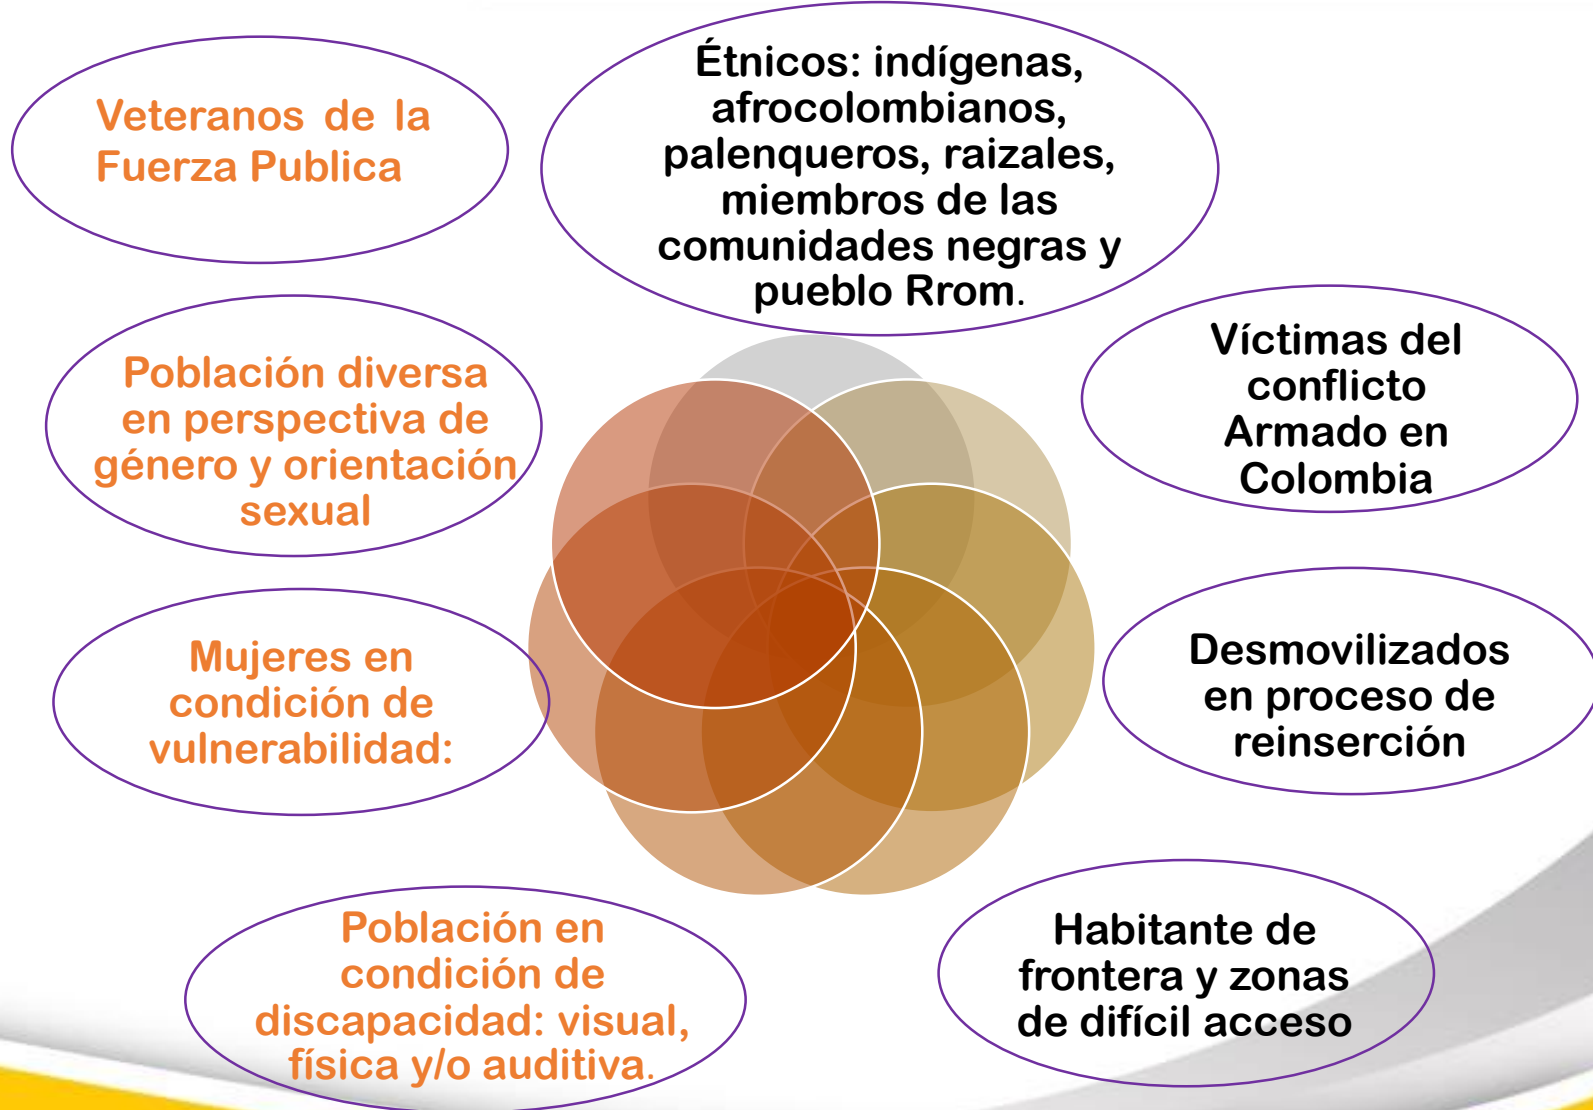 Veteranos de la
Fuerza Publica
Étnicos: indígenas,
afrocolombianos,
palenqueros, raizales,
miembros de las
comunidades negras y
pueblo Rrom.
Población diversa
en perspectiva de
género y orientación
sexual
Víctimas del
conflicto
Armado en
Colombia
Mujeres en
condición de
vulnerabilidad:
Desmovilizados
en proceso de
reinserción
Población en
condición de
discapacidad: visual,
física y/o auditiva.
Habitante de
frontera y zonas
de difícil acceso